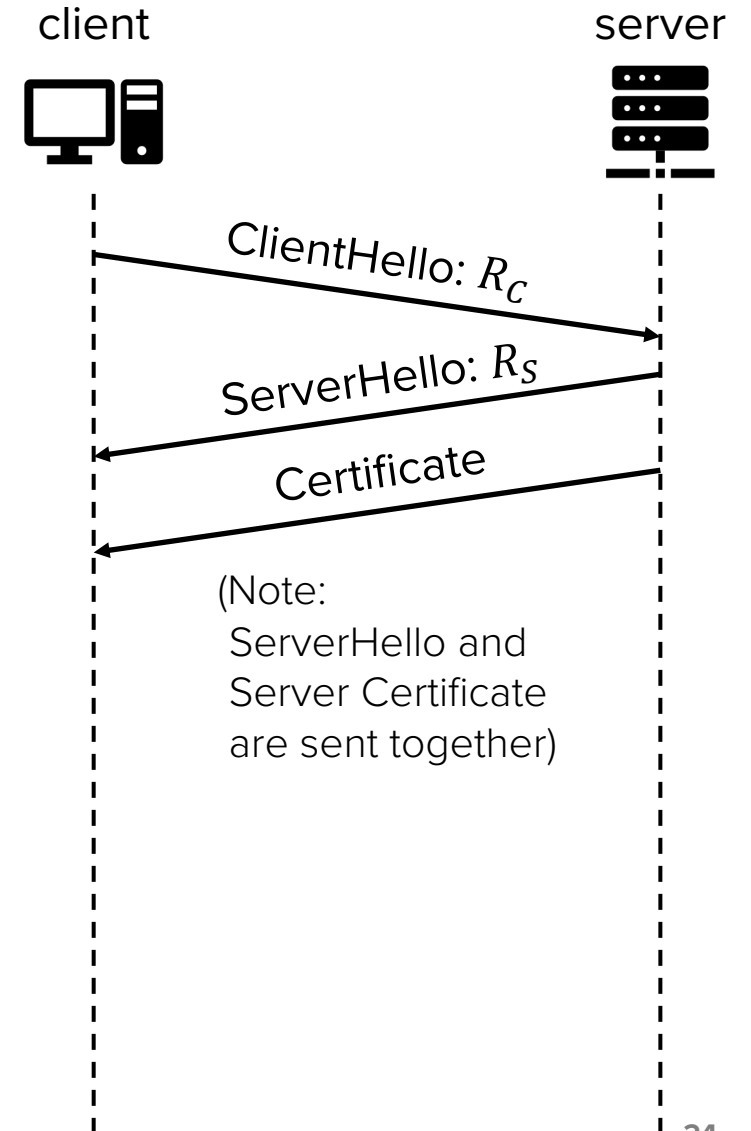 client
server
ClientHello: R_C
ServerHello: R_S
Certificate
(Note:
ServerHello and
Server Certificate
are sent together)